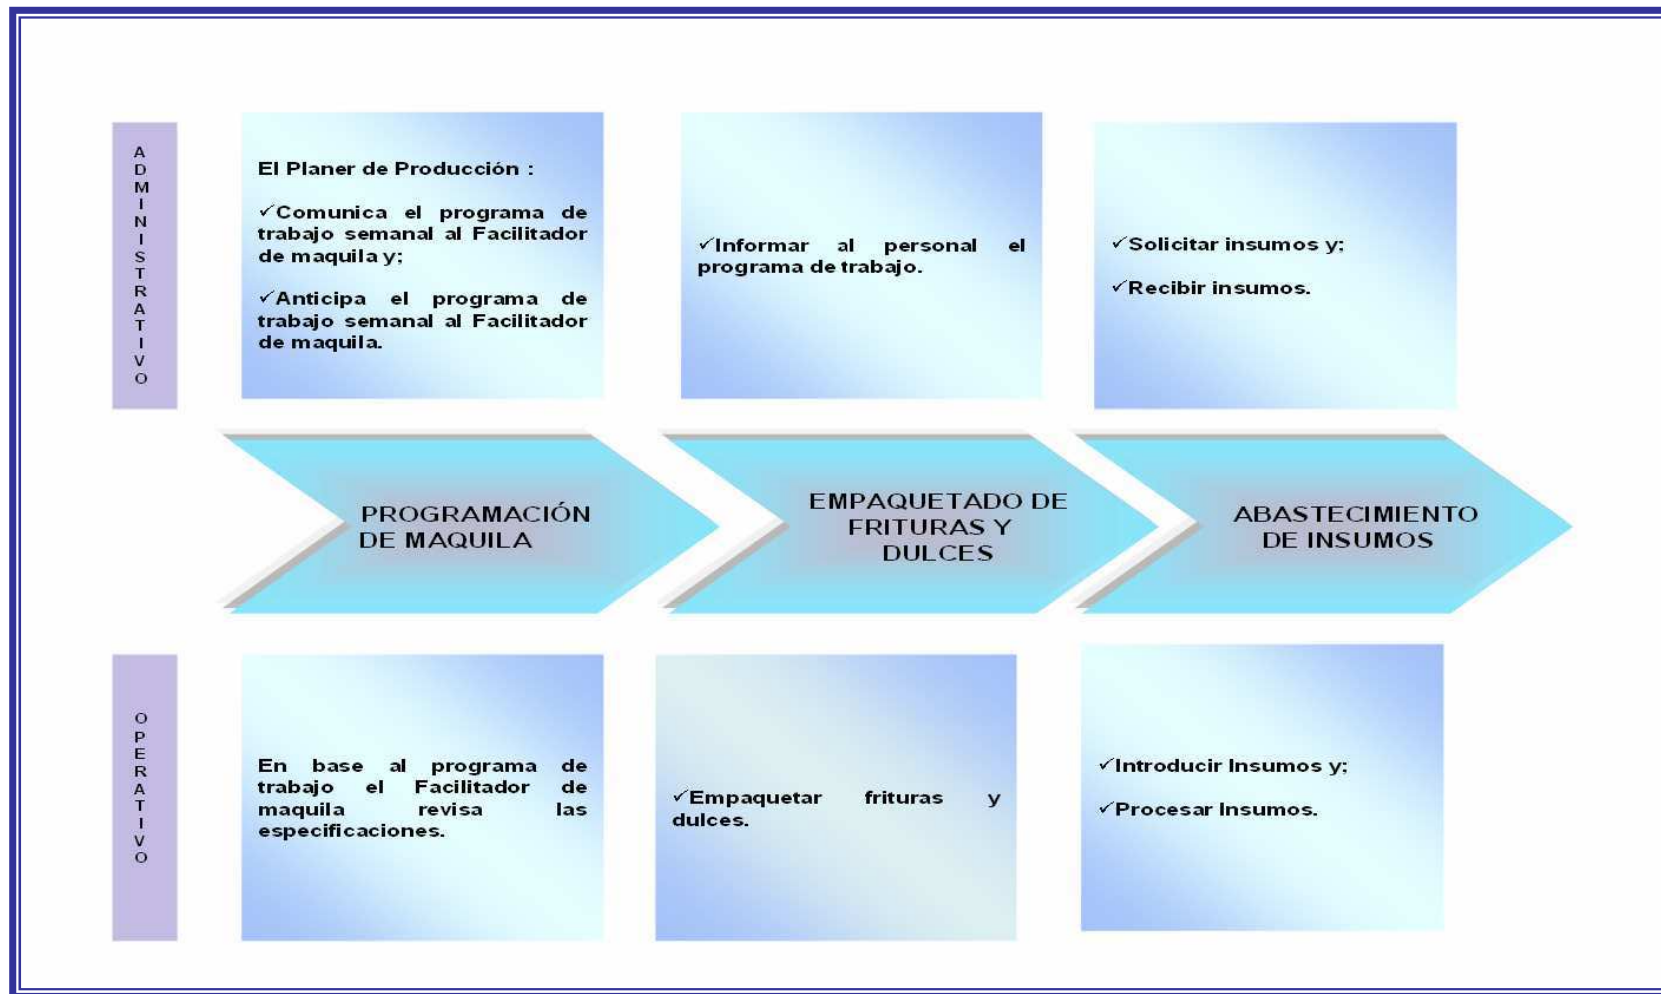 ADMINISTRATIVO
El Planer de Producción :
✓Comunica el programa de
trabajo semanal al Facilitador
de maquila y;
✓Anticipa el programa de
trabajo semanal al Facilitador
de maquila.
✓Informar al personal el
programa de trabajo.
✓Solicitar insumos y;
✓Recibir insumos.
PROGRAMACIÓN
DE MAQUILA
EMPAQUETADO DE
FRITURAS Y
DULCES
ABASTECIMIENTO
DE INSUMOS
OPERATIVO
En base al programa de
trabajo el Facilitador de
maquila revisa las
especificaciones.
✓Empaquetar frituras y
dulces.
✓Introducir Insumos y;
✓Procesar Insumos.